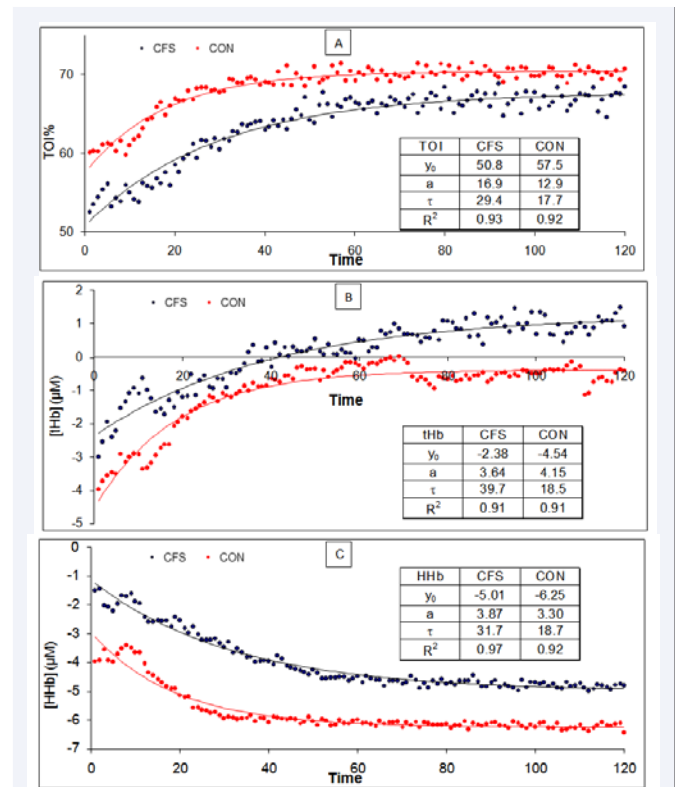 CFS CON A
70
60
50
TOI%
0 20 40 60 80 100 120
Time
TOI CFS CON
y0 50.8 57.5
a 16.9 12.9
τ 29.4 17.7
R2 0.93 0.92
2
1
0
-1
-2
-3
-4
-5
CFS CON B
[tHb] (µM)
0 20 40 60 80 100 120
Time
tHb CFS CON
y0 -2.38 -4.54
a 3.64 4.15
τ 39.7 18.5
R2 0.91 0.91
0
-1
-2
-3
-4
-5
-6
-7
CFS CON C
[HHb] (µM)
0 20 40 60 80 100 120
Time
HHb CFS CON
y0 -5.01 -6.25
a 3.87 3.30
τ 31.7 18.7
R2 0.97 0.92